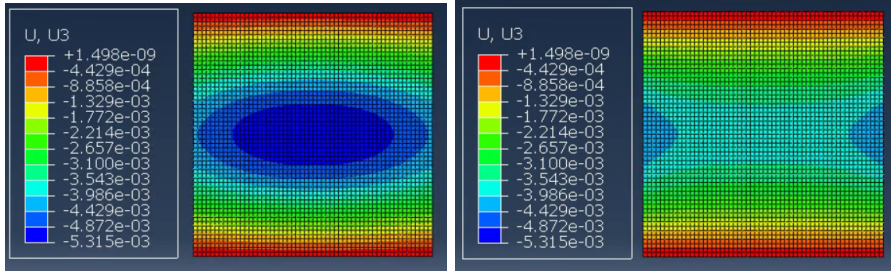 U, U3
+1.498e-09
-4.429e-04
-8.858e-04
-1.329e-03
-1.772e-03
-2.214e-03
-2.657e-03
-3.100e-03
-3.543e-03
-3.986e-03
-4.429e-03
-4.872e-03
-5.315e-03
U, U3
+1.498e-09
-4.429e-04
-8.858e-04
-1.329e-03
-1.772e-03
-2.214e-03
-2.657e-03
-3.100e-03
-3.543e-03
-3.986e-03
-4.429e-03
-4.872e-03
-5.315e-03